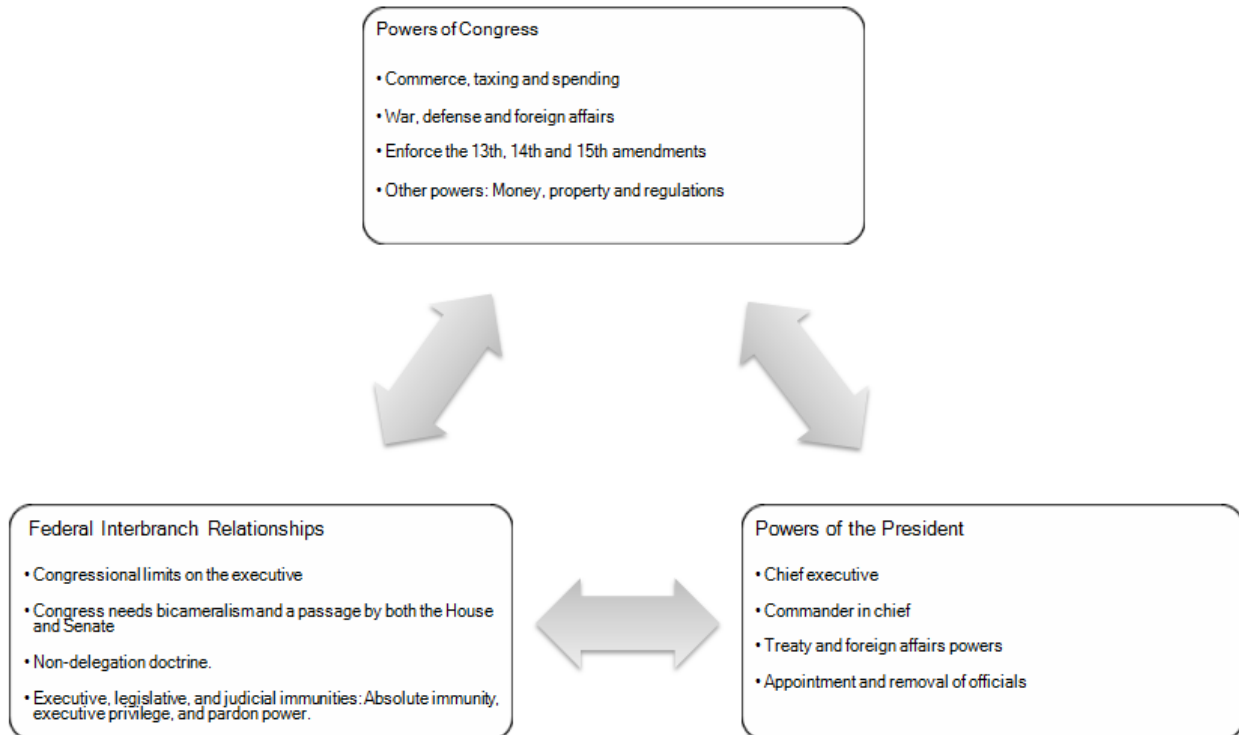 Powers of Congress
• Commerce, taxing and spending
• War, defense and foreign affairs
• Enforce the 13th, 14th and 15th amendments
• Other powers: Money, property and regulations
Federal Interbranch Relationships
• Congressional limits on the executive
• Congress needs bicameralism and a passage by both the House
and Senate
• Non-delegation doctrine.
• Executive, legislative, and judicial immunities: Absolute immunity,
executive privilege, and pardon power.
Powers of the President
• Chief executive
• Commander in chief
• Treaty and foreign affairs powers
• Appointment and removal of officials